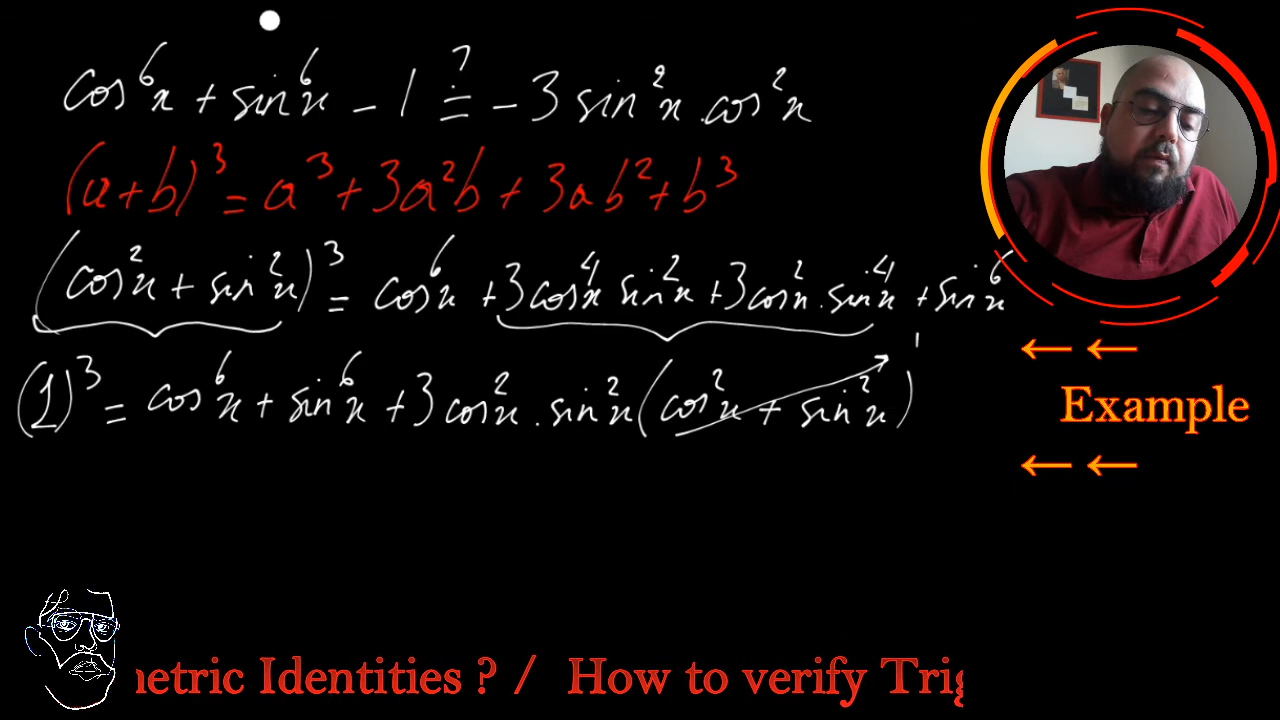 cos⁶x + sin⁶x - 1 ≟ - 3 sin²x . cos²x
(a+b)³ = a³ + 3a²b + 3ab² + b³
(cos²x + sin²x)³ = cos⁶x + 3cos⁴x sin²x + 3cos²x . sin⁴x + sin⁶x
(1)³ = cos⁶x + sin⁶x + 3 cos²x . sin²x (cos²x + sin²x) 1
← ←
Example
← ←
netric Identities ? / How to verify Trig